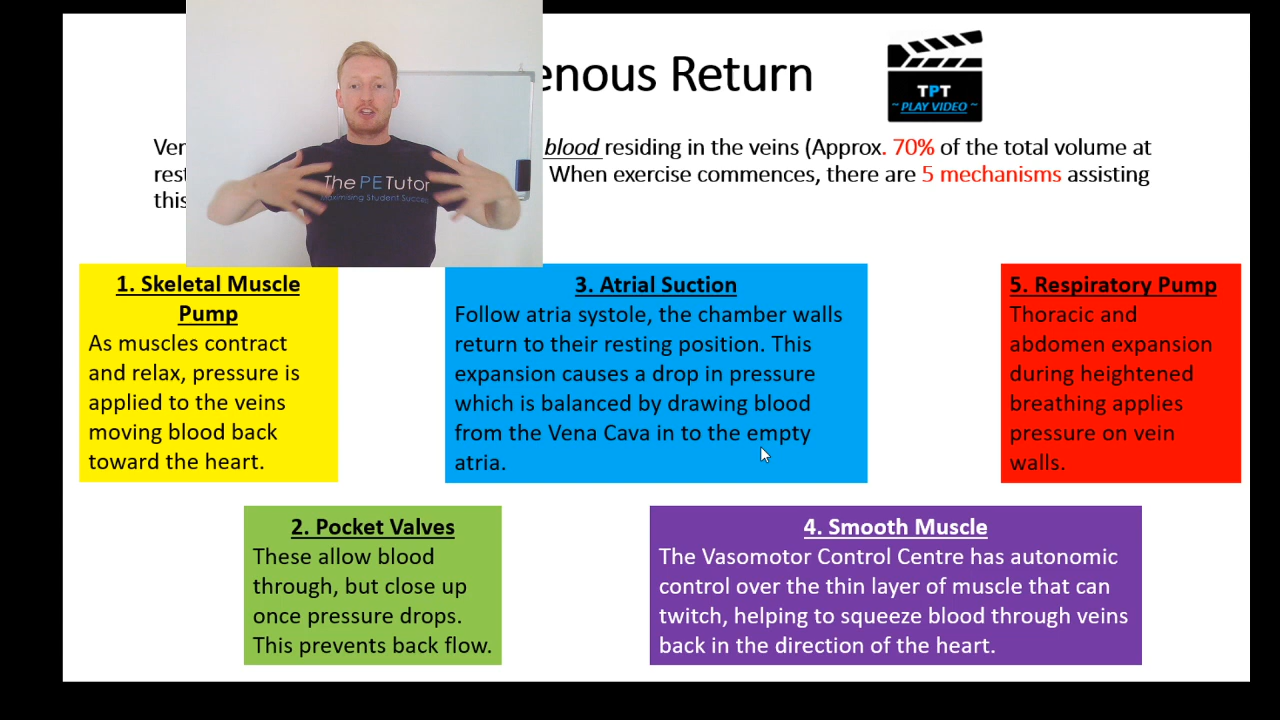 enous Return
TPT
~ PLAY VIDEO ~
Ver
blood residing in the veins (Approx. 70% of the total volume at
rest
When exercise commences, there are 5 mechanisms assisting
this
The PE Tutor
Maximising Student Success
1. Skeletal Muscle
Pump
As muscles contract
and relax, pressure is
applied to the veins
moving blood back
toward the heart.
3. Atrial Suction
Follow atria systole, the chamber walls
return to their resting position. This
expansion causes a drop in pressure
which is balanced by drawing blood
from the Vena Cava in to the empty
atria.
5. Respiratory Pump
Thoracic and
abdomen expansion
during heightened
breathing applies
pressure on vein
walls.
2. Pocket Valves
These allow blood
through, but close up
once pressure drops.
This prevents back flow.
4. Smooth Muscle
The Vasomotor Control Centre has autonomic
control over the thin layer of muscle that can
twitch, helping to squeeze blood through veins
back in the direction of the heart.